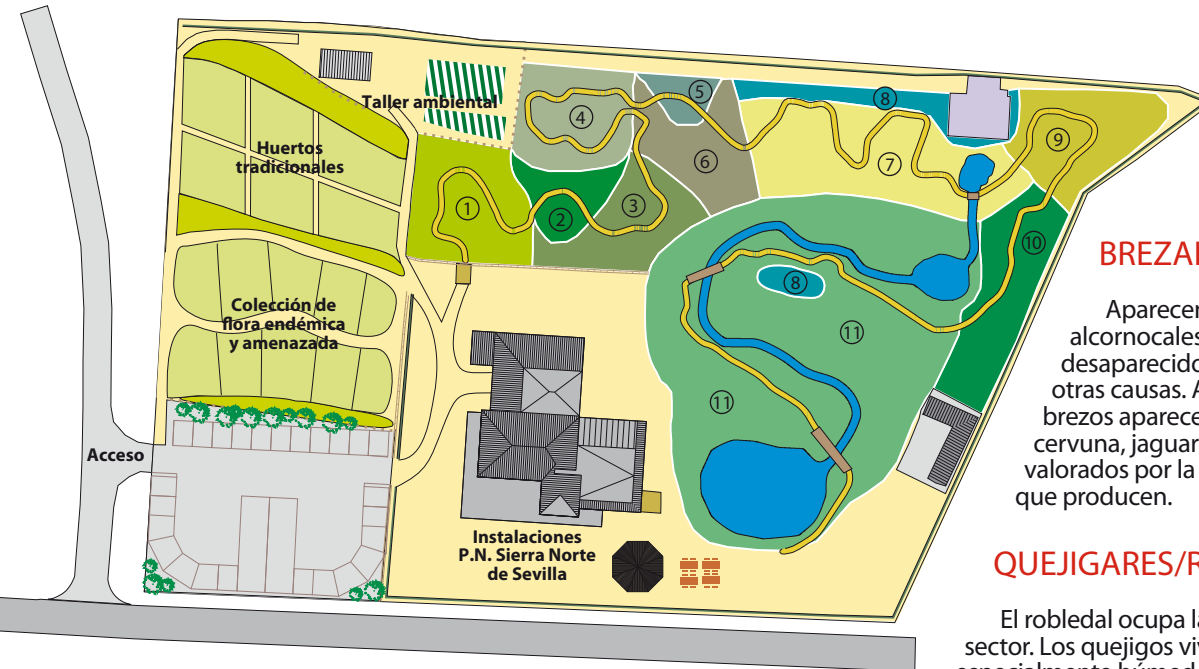 Taller ambiental
Huertos
tradicionales
Colección de
flora endémica
y amenazada
Acceso
Instalaciones
P.N. Sierra Norte
de Sevilla
1
2
3
4
5
6
7
8
9
10
8
11
11
BREZA
Aparecen
alcornocales
desaparecido
otras causas. A
brezos aparece
cervuna, jaguar
valorados por la
que producen.
QUEJIGARES/R
El robledal ocupa la
sector. Los quejigos viv